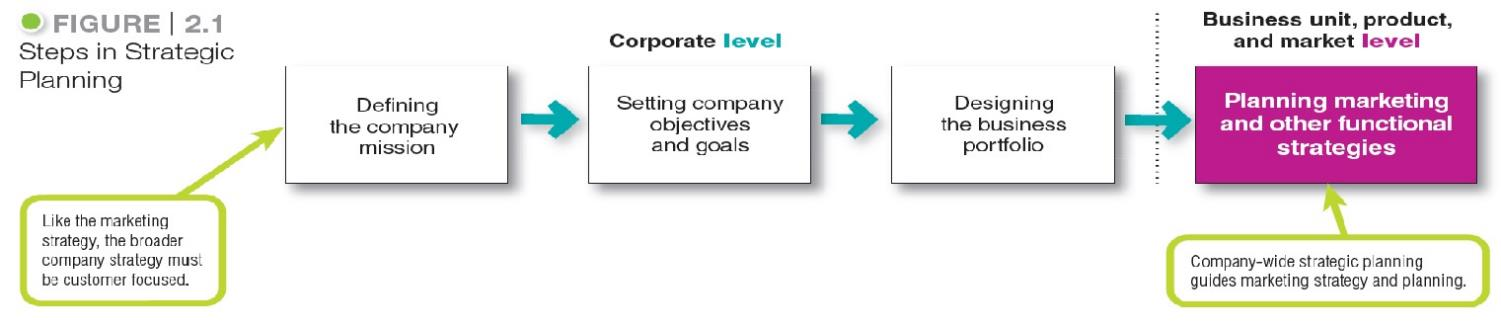 FIGURE | 2.1
Steps in Strategic
Planning
Corporate level
Business unit, product,
and market level
Defining
the company
mission
Setting company
objectives
and goals
Designing
the business
portfolio
Planning marketing
and other functional
strategies
Like the marketing
strategy, the broader
company strategy must
be customer focused.
Company-wide strategic planning
guides marketing strategy and planning.